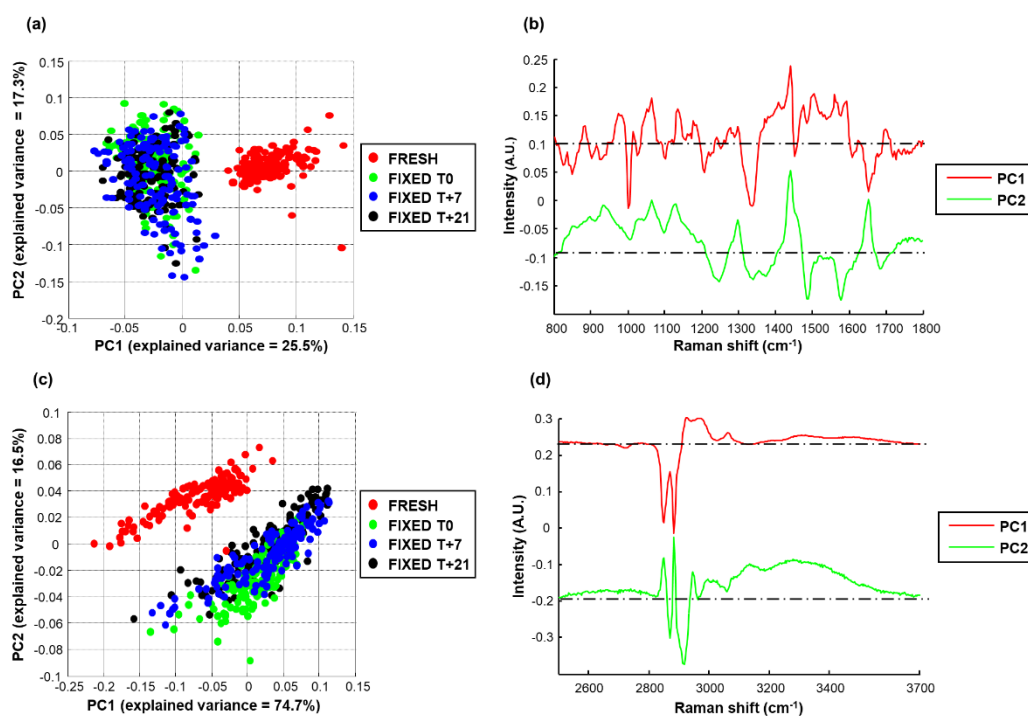 (a)
PC2 (explained variance = 17.3%)
0.15
0.1
0.05
0
-0.05
-0.1
-0.15
-0.2
-0.1
-0.05
0
0.05
0.1
0.15
PC1 (explained variance = 25.5%)
FRESH
FIXED T0
FIXED T+7
FIXED T+21
(b)
Intensity (A.U.)
0.25
0.2
0.15
0.1
0.05
0
-0.05
-0.1
-0.15
800
900
1000
1100
1200
1300
1400
1500
1600
1700
1800
Raman shift (cm-1)
PC1
PC2
(c)
PC2 (explained variance = 16.5%)
0.1
0.08
0.06
0.04
0.02
0
-0.02
-0.04
-0.06
-0.08
-0.1
-0.25
-0.2
-0.15
-0.1
-0.05
0
0.05
0.1
0.15
PC1 (explained variance = 74.7%)
FRESH
FIXED T0
FIXED T+7
FIXED T+21
(d)
Intensity (A.U.)
0.3
0.2
0.3
0
-0.1
-0.2
-0.3
2600
2800
3000
3200
3400
3700
Raman shift (cm-1)
PC1
PC2